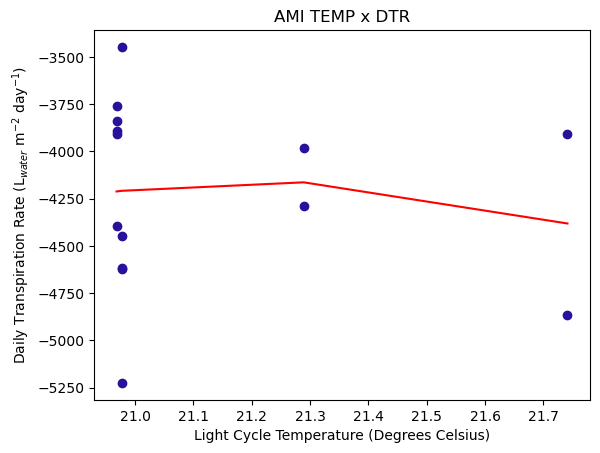 AMI TEMP x DTR
Daily Transpiration Rate (L_water m⁻² day⁻¹)
−3500
−3750
−4000
−4250
−4500
−4750
−5000
−5250
21.0 21.1 21.2 21.3 21.4 21.5 21.6 21.7
Light Cycle Temperature (Degrees Celsius)